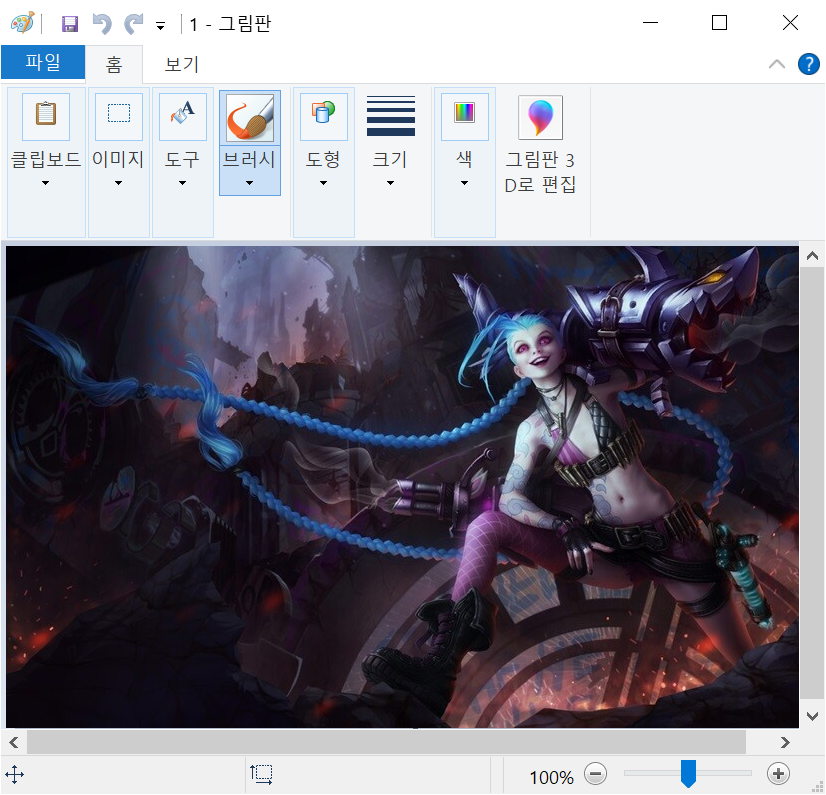 1 - 그림판
파일 홈 보기
?
클립보드 이미지 도구 브러시 도형 크기 색 그림판 3
D로 편집
100%